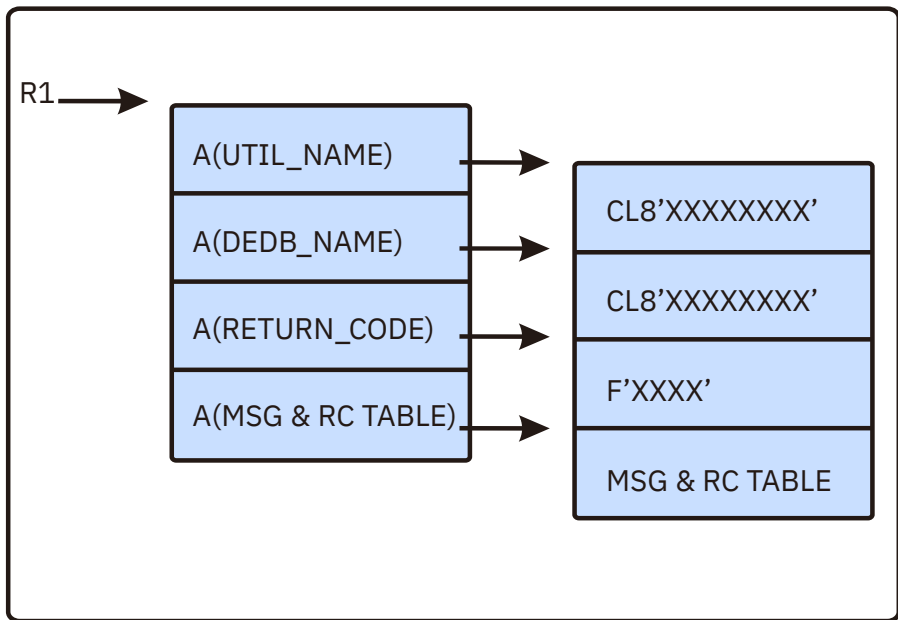 R1
A(UTIL_NAME)
A(DEDB_NAME)
A(RETURN_CODE)
A(MSG & RC TABLE)
CL8’XXXXXXXX’
CL8’XXXXXXXX’
F’XXXX’
MSG & RC TABLE